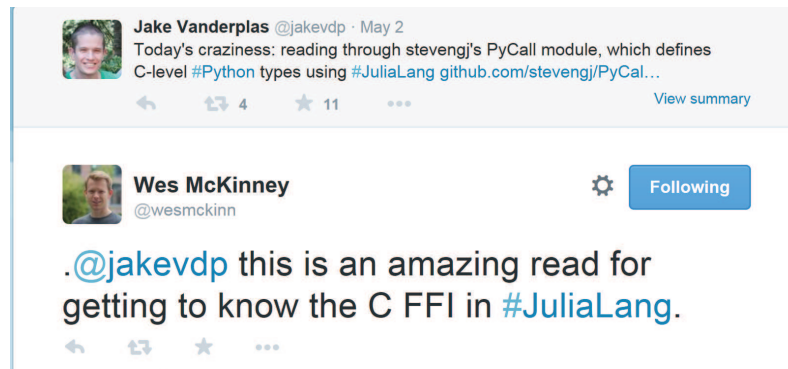 Jake Vanderplas @jakevdp · May 2
Today's craziness: reading through stevengj's PyCall module, which defines
C-level #Python types using #JuliaLang github.com/stevengj/PyCal…
4 11 View summary
Wes McKinney
@wesmckinn
Following
.@jakevdp this is an amazing read for
getting to know the C FFI in #JuliaLang.